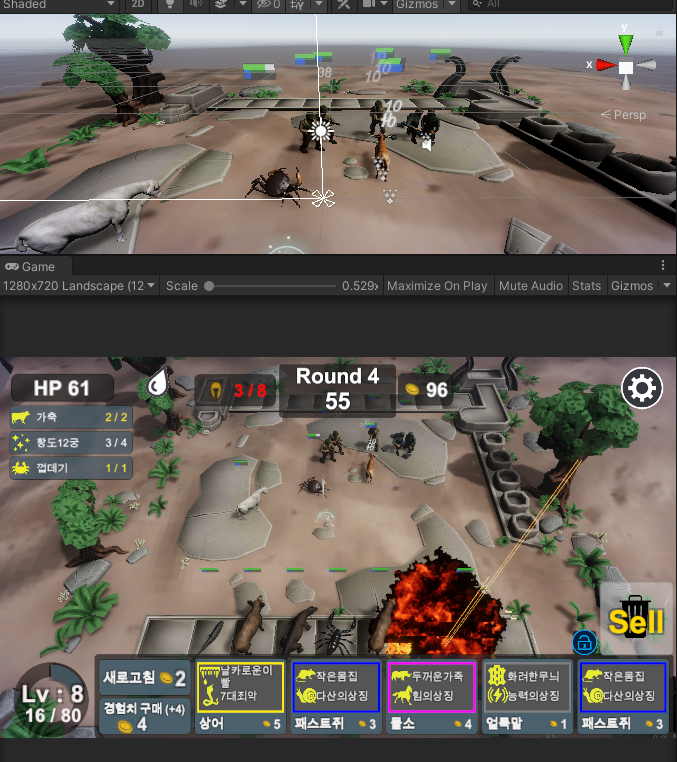 Shaded
2D
0
Gizmos
All
y
x
Persp
38
10
10
10
10
Game
1280x720 Landscape (12
Scale
0.529x
Maximize On Play
Mute Audio
Stats
Gizmos
HP 61
3 / 8
Round 4
55
96
가축 2 / 2
황도12궁 3 / 4
껍데기 1 / 1
Sell
Lv : 8
16 / 80
새로고침 2
경험치 구매 (+4)
4
날카로운이
빨
7대죄악
상어 5
작은몸집
다산의상징
패스트쥐 3
두꺼운가죽
힘의상징
물소 4
화려한무늬
능력의상징
얼룩말 1
작은몸집
다산의상징
패스트쥐 3